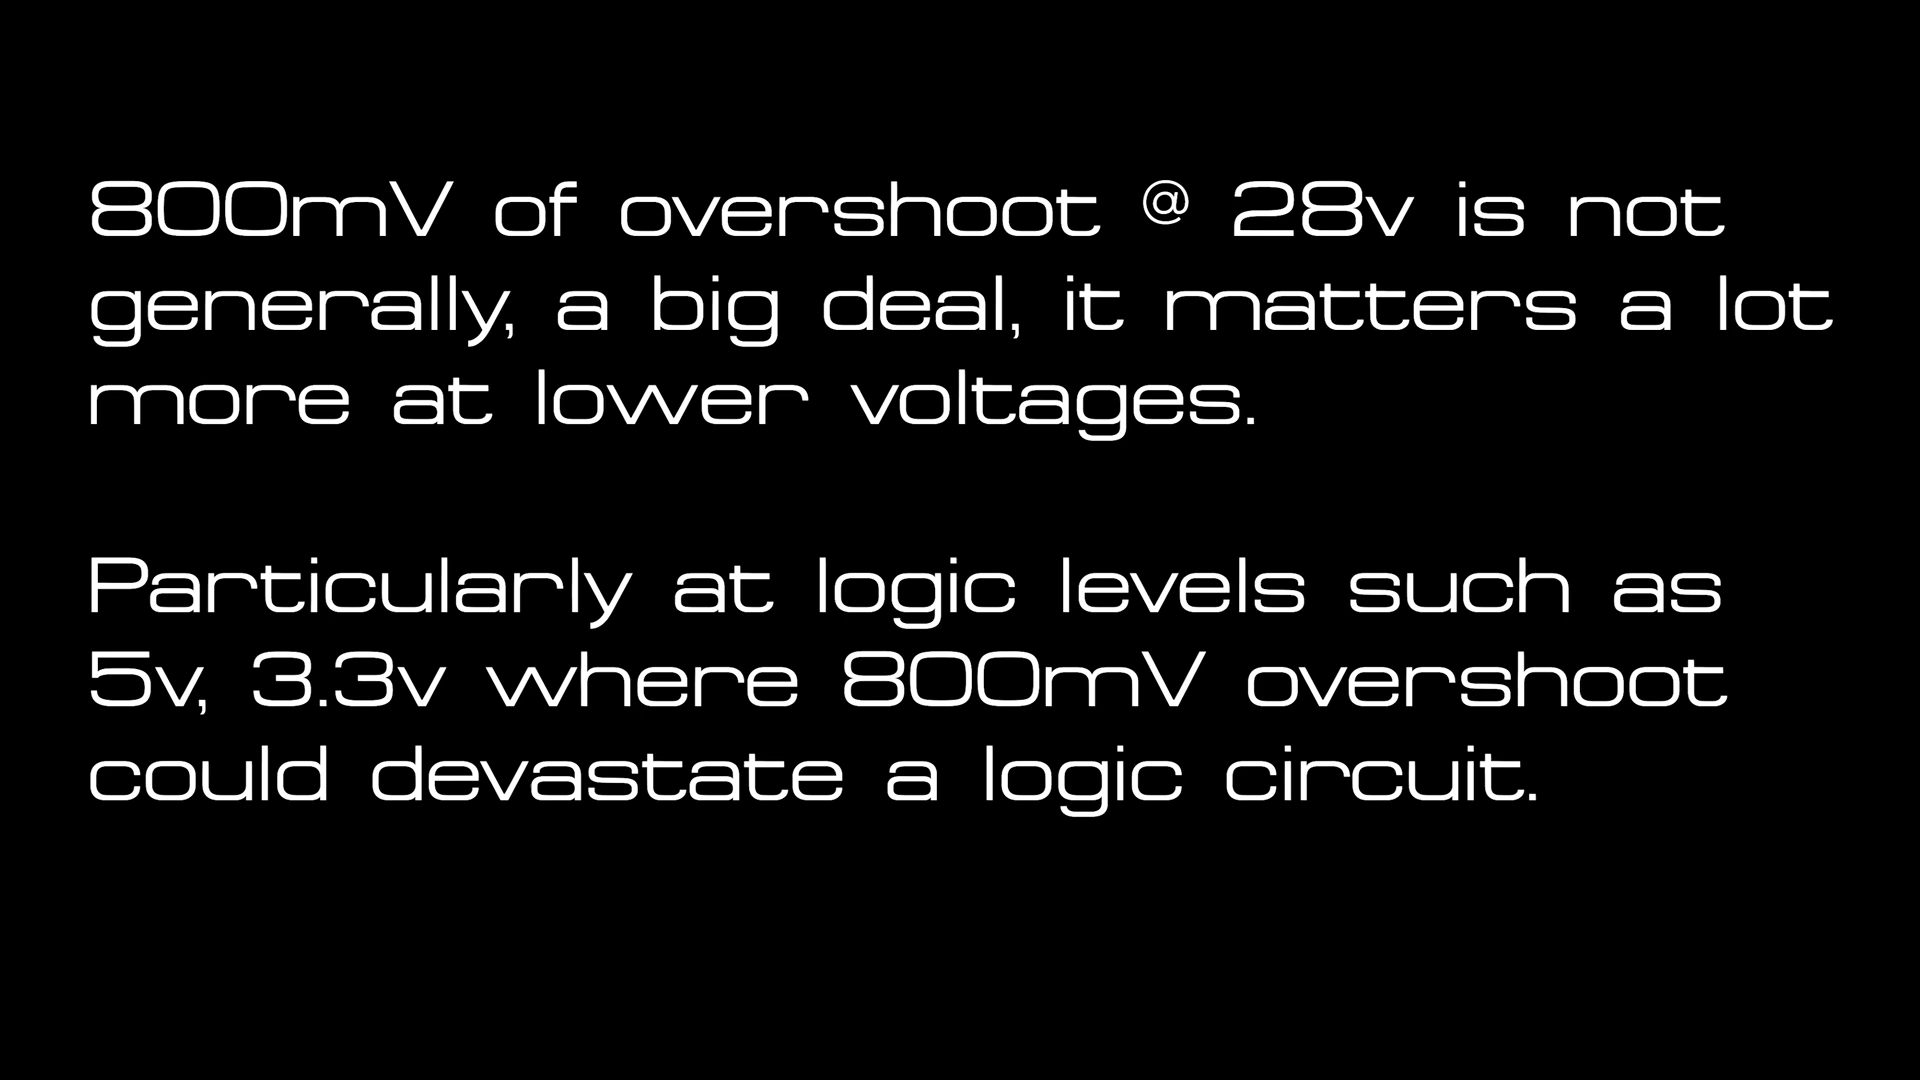 800mV of overshoot @ 28v is not
generally, a big deal, it matters a lot
more at lower voltages.
Particularly at logic levels such as
5v, 3.3v where 800mV overshoot
could devastate a logic circuit.